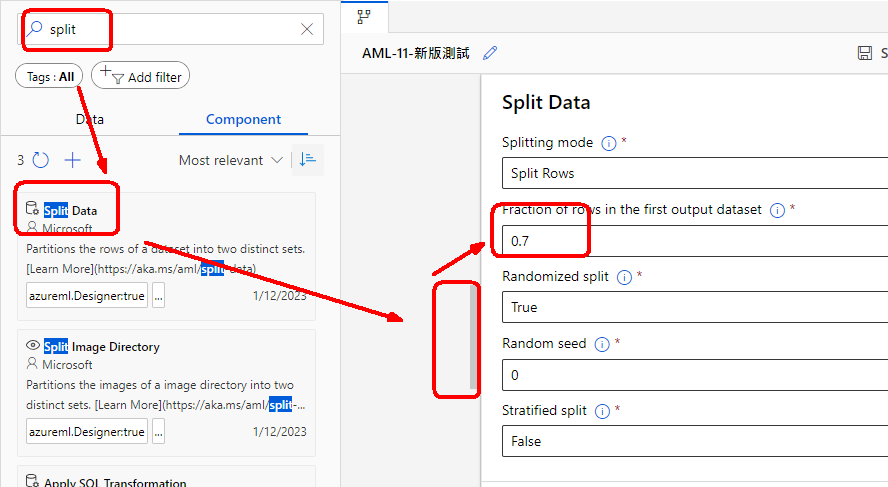 split
Tags : All
Add filter
Data
Component
3
Most relevant
Split Data
Microsoft
Partitions the rows of a dataset into two distinct sets.
[Learn More](https://aka.ms/aml/split-data)
azureml.Designer:true
...
1/12/2023
Split Image Directory
Microsoft
Partitions the images of a image directory into two
distinct sets. [Learn More](https://aka.ms/aml/split-...
azureml.Designer:true
...
1/12/2023
Apply SQL Transformation
AML-11-新版測試
S
Split Data
Splitting mode *
Split Rows
Fraction of rows in the first output dataset *
0.7
Randomized split *
True
Random seed *
0
Stratified split *
False